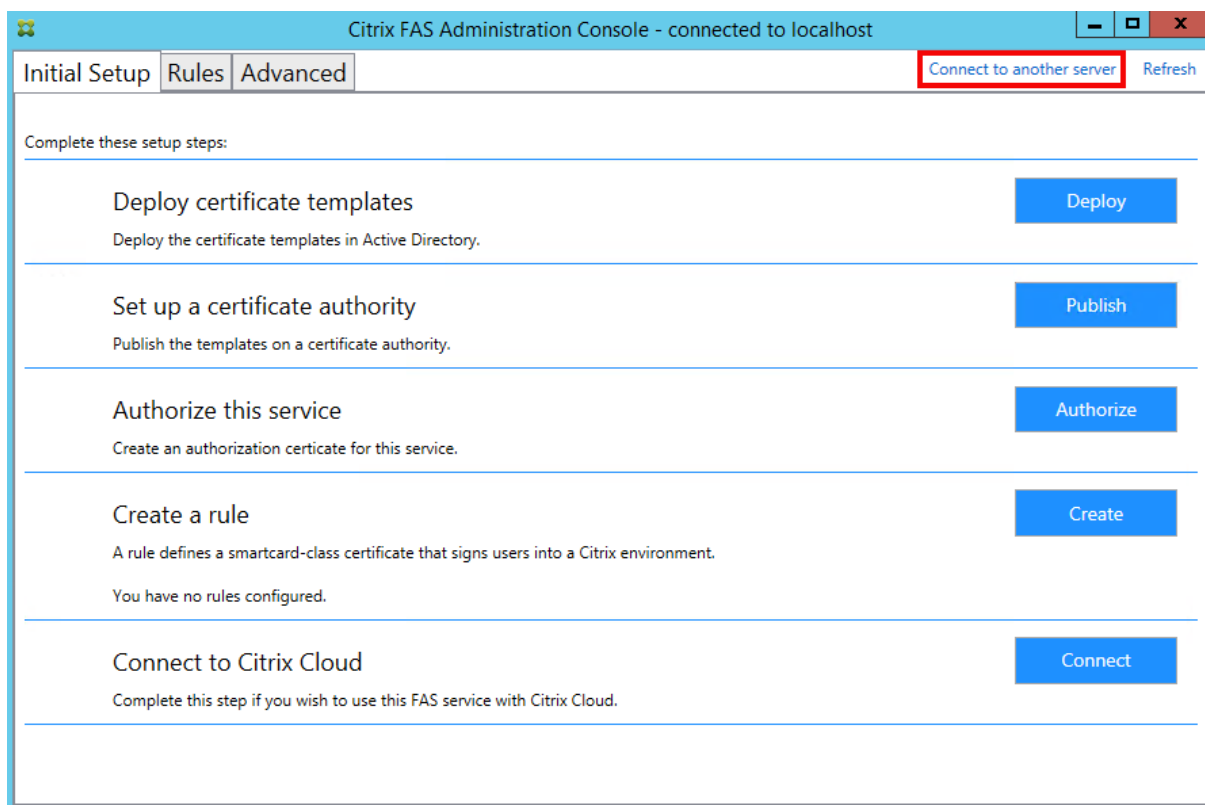 Citrix FAS Administration Console - connected to localhost
Initial Setup Rules Advanced Connect to another server Refresh
Complete these setup steps:
Deploy certificate templates
Deploy
Deploy the certificate templates in Active Directory.
Set up a certificate authority
Publish
Publish the templates on a certificate authority.
Authorize this service
Authorize
Create an authorization certicate for this service.
Create a rule
Create
A rule defines a smartcard-class certificate that signs users into a Citrix environment.
You have no rules configured.
Connect to Citrix Cloud
Connect
Complete this step if you wish to use this FAS service with Citrix Cloud.